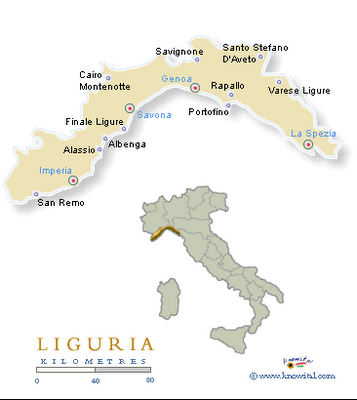 Santo Stefano
D'Aveto
Savignone
Cairo
Montenotte
Genoa
Rapallo
Varese Ligure
Portofino
Savona
Finale Ligure
Albenga
La Spezia
Alassio
Imperia
San Remo
LIGURIA
KILOMETRES
0 40 80
knowital
© www.knowital.com